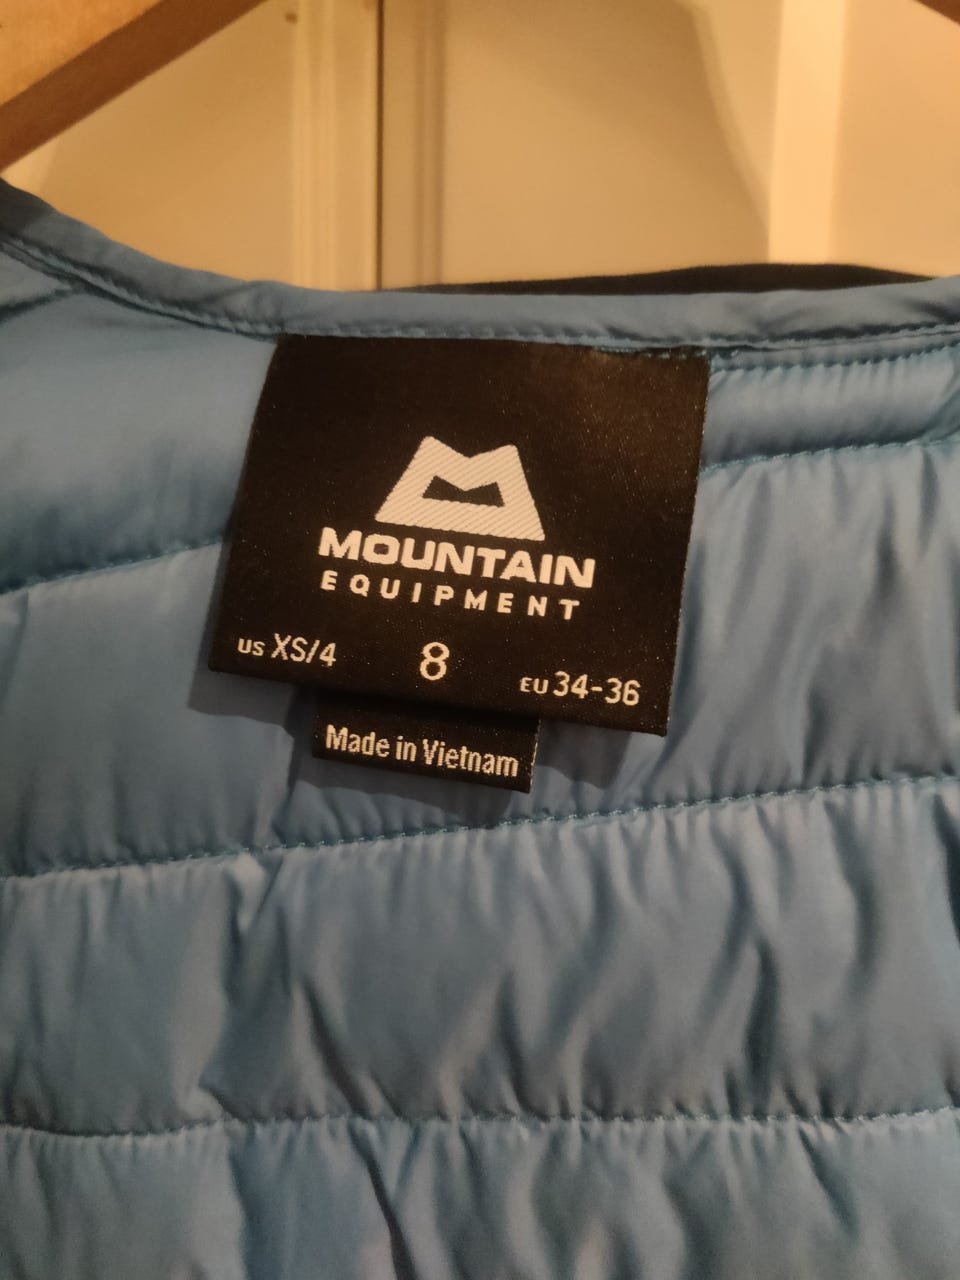 MOUNTAIN
EQUIPMENT
US XS/4 8 EU 34-36
Made in Vietnam